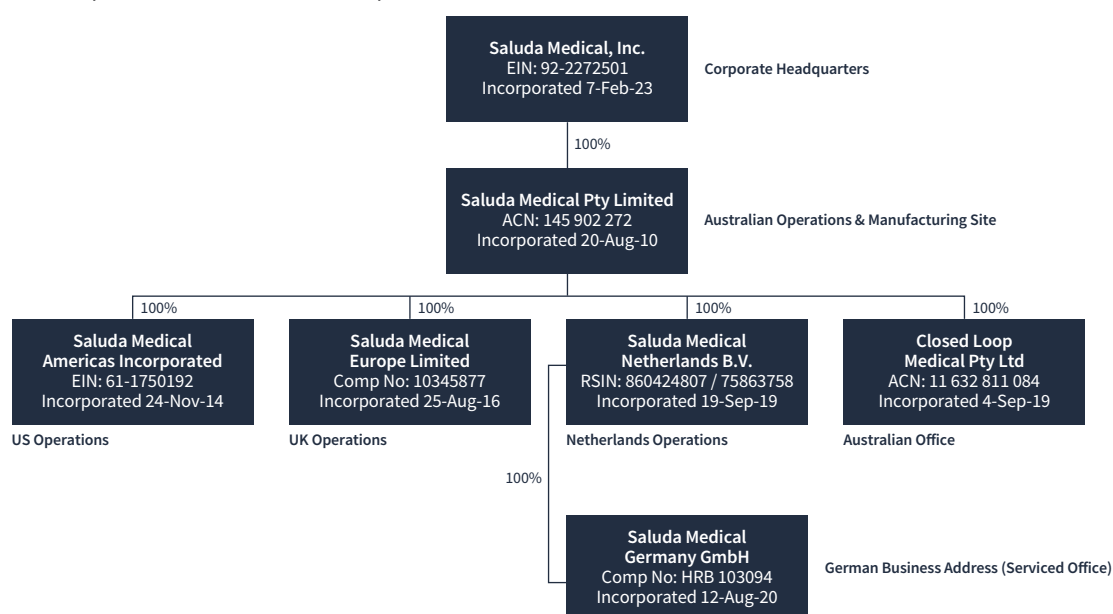 Saluda Medical, Inc.
EIN: 92-2272501
Incorporated 7-Feb-23
Corporate Headquarters
100%
Saluda Medical Pty Limited
ACN: 145 902 272
Incorporated 20-Aug-10
Australian Operations & Manufacturing Site
100%
100%
100%
100%
Saluda Medical
Americas Incorporated
EIN: 61-1750192
Incorporated 24-Nov-14
US Operations
Saluda Medical
Europe Limited
Comp No: 10345877
Incorporated 25-Aug-16
UK Operations
Saluda Medical
Netherlands B.V.
RSIN: 860424807 / 75863758
Incorporated 19-Sep-19
Netherlands Operations
Closed Loop
Medical Pty Ltd
ACN: 11 632 811 084
Incorporated 4-Sep-19
Australian Office
100%
Saluda Medical
Germany GmbH
Comp No: HRB 103094
Incorporated 12-Aug-20
German Business Address (Serviced Office)